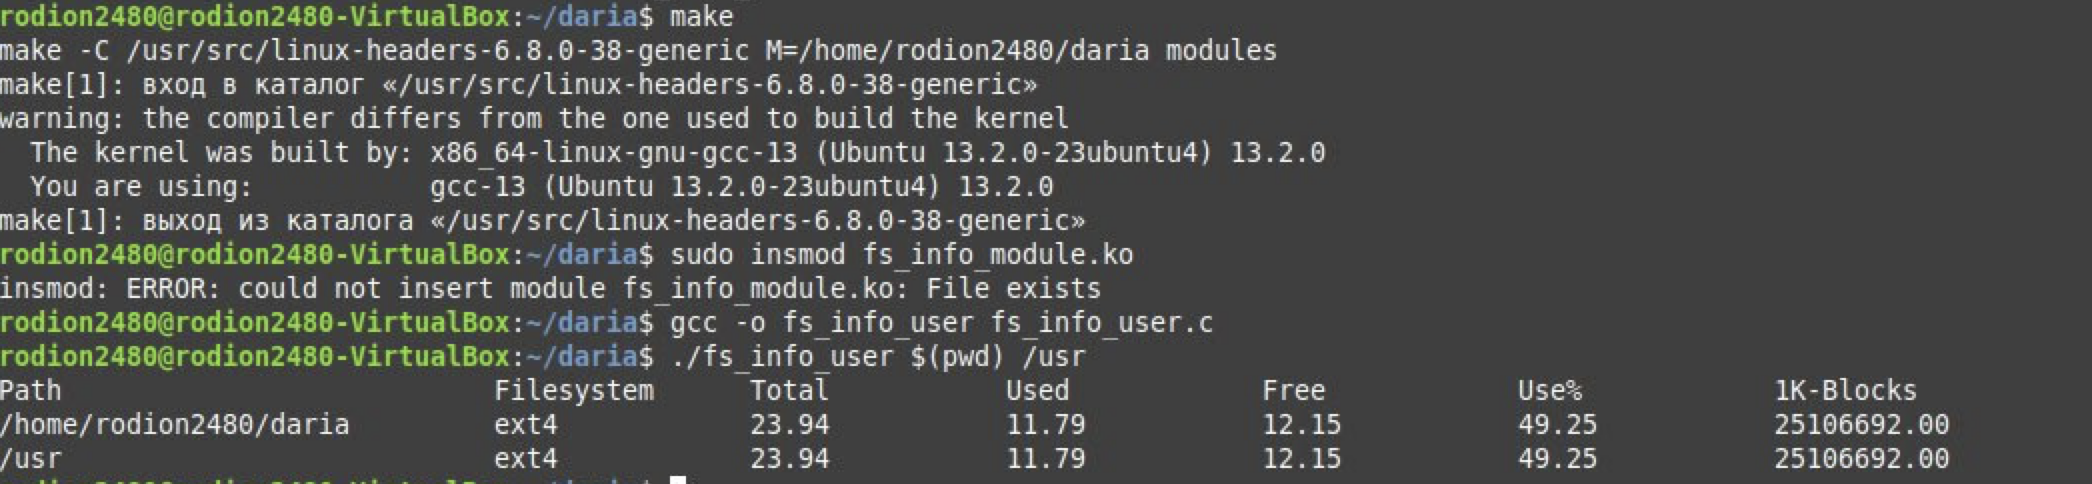 rodion2480@rodion2480-VirtualBox:~/daria$ make
make -C /usr/src/linux-headers-6.8.0-38-generic M=/home/rodion2480/daria modules
make[1]: вход в каталог «/usr/src/linux-headers-6.8.0-38-generic»
warning: the compiler differs from the one used to build the kernel
  The kernel was built by: x86_64-linux-gnu-gcc-13 (Ubuntu 13.2.0-23ubuntu4) 13.2.0
  You are using:           gcc-13 (Ubuntu 13.2.0-23ubuntu4) 13.2.0
make[1]: выход из каталога «/usr/src/linux-headers-6.8.0-38-generic»
rodion2480@rodion2480-VirtualBox:~/daria$ sudo insmod fs_info_module.ko
insmod: ERROR: could not insert module fs_info_module.ko: File exists
rodion2480@rodion2480-VirtualBox:~/daria$ gcc -o fs_info_user fs_info_user.c
rodion2480@rodion2480-VirtualBox:~/daria$ ./fs_info_user $(pwd) /usr
Path                           Filesystem      Total           Used            Free            Use%            1K-Blocks
/home/rodion2480/daria         ext4            23.94           11.79           12.15           49.25           25106692.00
/usr                           ext4            23.94           11.79           12.15           49.25           25106692.00